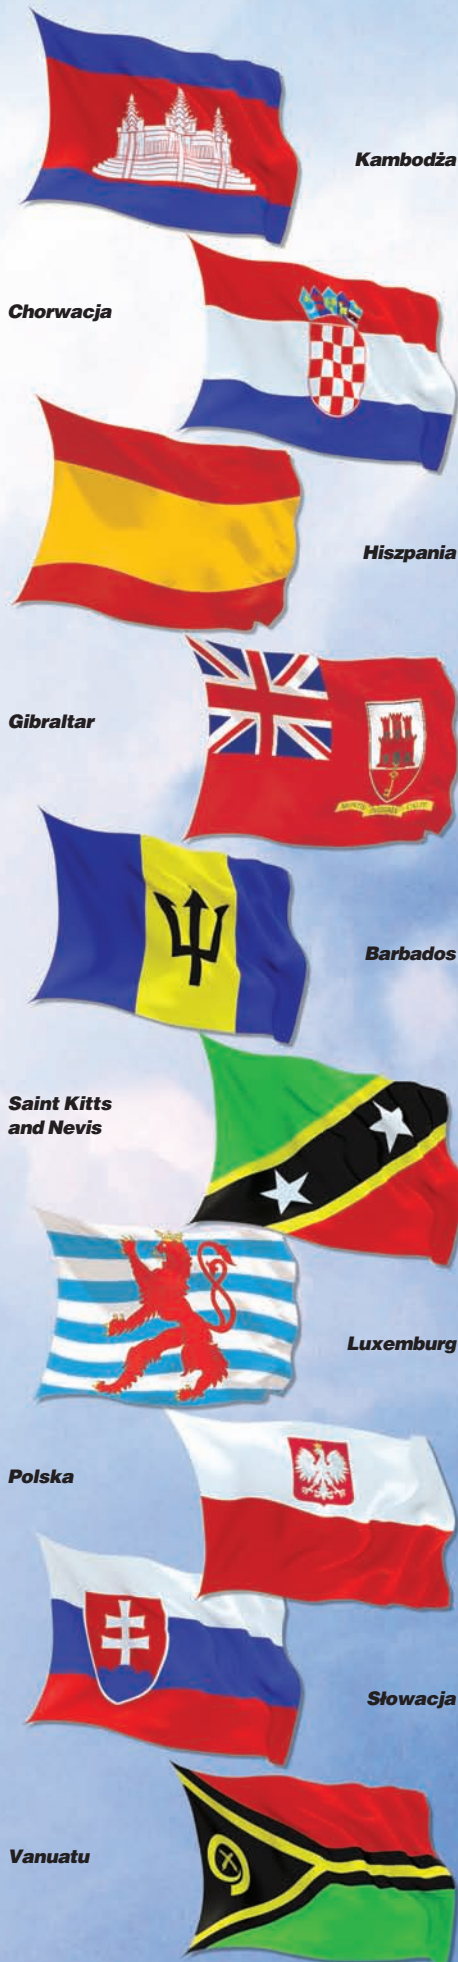 Kambodża
Chorwacja
Hiszpania
Gibraltar
Barbados
Saint Kitts
and Nevis
Luxemburg
Polska
Słowacja
Vanuatu